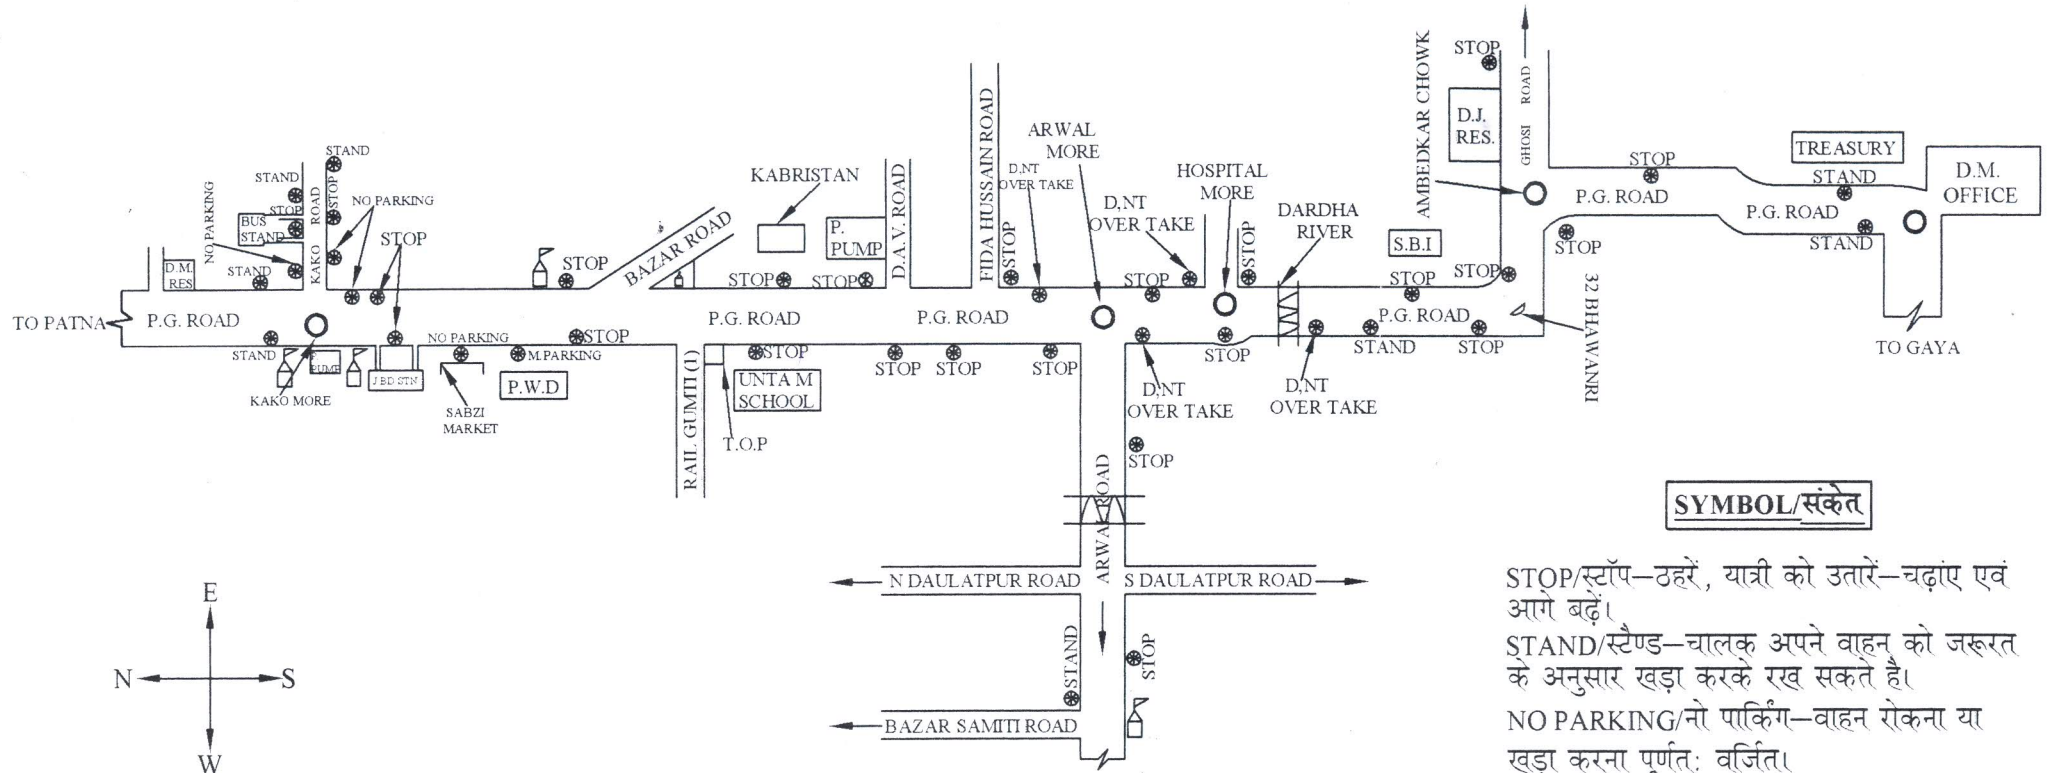 TO PATNA
P.G. ROAD
D.M.
RES
STAND
NO. PARKING
BUS
STAND
STOP
STAND
KAKO ROAD
STAND
STOP
NO PARKING
STOP
STAND
KAKO MORE
P.
PUMP
J BD STN
NO PARKING
SABZI
MARKET
M.PARKING
P.W.D
STOP
STOP
BAZAR ROAD
RAIL GUMTI (1)
T.O.P
KABRISTAN
STOP
P.G. ROAD
STOP
UNTA M
SCHOOL
P.
PUMP
STOP
D.A.V. ROAD
P.G. ROAD
STOP
STOP
FIDA HUSSAIN ROAD
STOP
D,NT
OVER TAKE
ARWAL
MORE
STOP
D,NT
OVER TAKE
STOP
HOSPITAL
MORE
STOP
D,NT
OVER TAKE
STOP
DARDHA
RIVER
D,NT
OVER TAKE
S.B.I
STOP
P.G. ROAD
STAND
STOP
STOP
AMBEDKAR CHOWK
D.J.
RES.
STOP
GHOSI ROAD
STOP
32 BHAWANRI
STOP
P.G. ROAD
TREASURY
STAND
P.G. ROAD
STAND
D.M.
OFFICE
TO GAYA
STOP
ARWAL ROAD
N DAULATPUR ROAD
S DAULATPUR ROAD
STAND
STOP
BAZAR SAMITI ROAD
E
N
S
W
SYMBOL/संकेत
STOP/स्टॉप–ठहरें, यात्री को उतारें–चढ़ांए एवं
आगे बढ़ें।
STAND/स्टैण्ड–चालक अपने वाहन को जरूरत
के अनुसार खड़ा करके रख सकते है।
NO PARKING/नो पार्किंग–वाहन रोकना या
खड़ा करना पूर्णतः वर्जित।